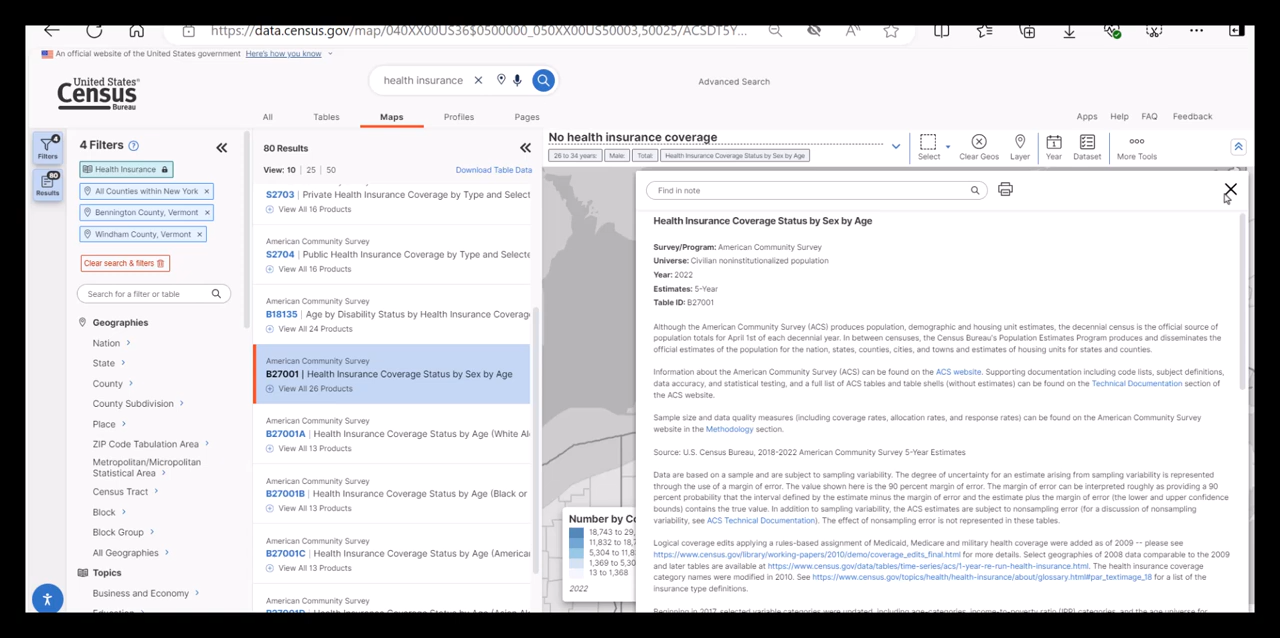 https://data.census.gov/map/040XX00US36$0500000_050XX00US50003,50025/ACSDT5Y...
An official website of the United States government Here's how you know
United States®
Census
Bureau
health insurance
Advanced Search
All Tables Maps Profiles Pages
Apps Help FAQ Feedback
4
Filters
80
Results
4 Filters
Health Insurance
All Counties within New York ×
Bennington County, Vermont ×
Windham County, Vermont ×
Clear search & filters
Search for a filter or table
Geographies
Nation
State
County
County Subdivision
Place
ZIP Code Tabulation Area
Metropolitan/Micropolitan
Statistical Area
Census Tract
Block
Block Group
All Geographies
Topics
Business and Economy
80 Results
View: 10 | 25 | 50 Download Table Data
S2703 | Private Health Insurance Coverage by Type and Select
View All 16 Products
American Community Survey
S2704 | Public Health Insurance Coverage by Type and Selecte
View All 16 Products
American Community Survey
B18135 | Age by Disability Status by Health Insurance Coverag
View All 24 Products
American Community Survey
B27001 | Health Insurance Coverage Status by Sex by Age
View All 26 Products
American Community Survey
B27001A | Health Insurance Coverage Status by Age (White Al
View All 13 Products
American Community Survey
B27001B | Health Insurance Coverage Status by Age (Black or
View All 13 Products
American Community Survey
B27001C | Health Insurance Coverage Status by Age (America
View All 13 Products
American Community Survey
No health insurance coverage
26 to 34 years: Male: Total: Health Insurance Coverage Status by Sex by Age
Select Clear Geos Layer Year Dataset More Tools
Number by Co
18,743 to 29,
11,832 to 18,7
5,304 to 11,8
1,369 to 5,30
13 to 1,368
2022
Find in note
Health Insurance Coverage Status by Sex by Age
Survey/Program: American Community Survey
Universe: Civilian noninstitutionalized population
Year: 2022
Estimates: 5-Year
Table ID: B27001
Although the American Community Survey (ACS) produces population, demographic and housing unit estimates, the decennial census is the official source of
population totals for April 1st of each decennial year. In between censuses, the Census Bureau's Population Estimates Program produces and disseminates the
official estimates of the population for the nation, states, counties, cities, and towns and estimates of housing units for states and counties.
Information about the American Community Survey (ACS) can be found on the ACS website. Supporting documentation including code lists, subject definitions,
data accuracy, and statistical testing, and a full list of ACS tables and table shells (without estimates) can be found on the Technical Documentation section of
the ACS website.
Sample size and data quality measures (including coverage rates, allocation rates, and response rates) can be found on the American Community Survey
website in the Methodology section.
Source: U.S. Census Bureau, 2018-2022 American Community Survey 5-Year Estimates
Data are based on a sample and are subject to sampling variability. The degree of uncertainty for an estimate arising from sampling variability is represented
through the use of a margin of error. The value shown here is the 90 percent margin of error. The margin of error can be interpreted roughly as providing a 90
percent probability that the interval defined by the estimate minus the margin of error and the estimate plus the margin of error (the lower and upper confidence
bounds) contains the true value. In addition to sampling variability, the ACS estimates are subject to nonsampling error (for a discussion of nonsampling
variability, see ACS Technical Documentation). The effect of nonsampling error is not represented in these tables.
Logical coverage edits applying a rules-based assignment of Medicaid, Medicare and military health coverage were added as of 2009 -- please see
https://www.census.gov/library/working-papers/2010/demo/coverage_edits_final.html for more details. Select geographies of 2008 data comparable to the 2009
and later tables are available at https://www.census.gov/data/tables/time-series/acs/1-year-re-run-health-insurance.html. The health insurance coverage
category names were modified in 2010. See https://www.census.gov/topics/health/health-insurance/about/glossary.html#par_textimage_18 for a list of the
insurance type definitions.
Beginning in 2017, selected variable categories were updated, including age-categories, income-to-poverty ratio (IPR) categories, and the age universe for